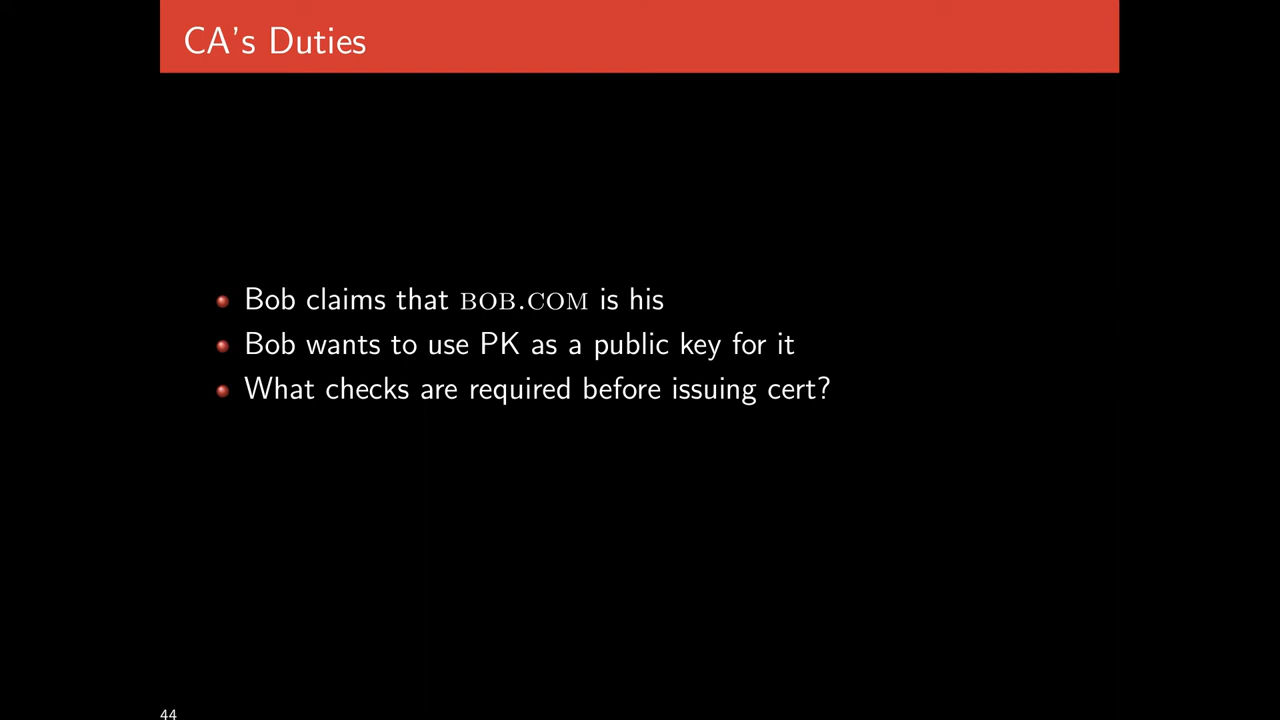 CA's Duties
Bob claims that BOB.COM is his
Bob wants to use PK as a public key for it
What checks are required before issuing cert?
44